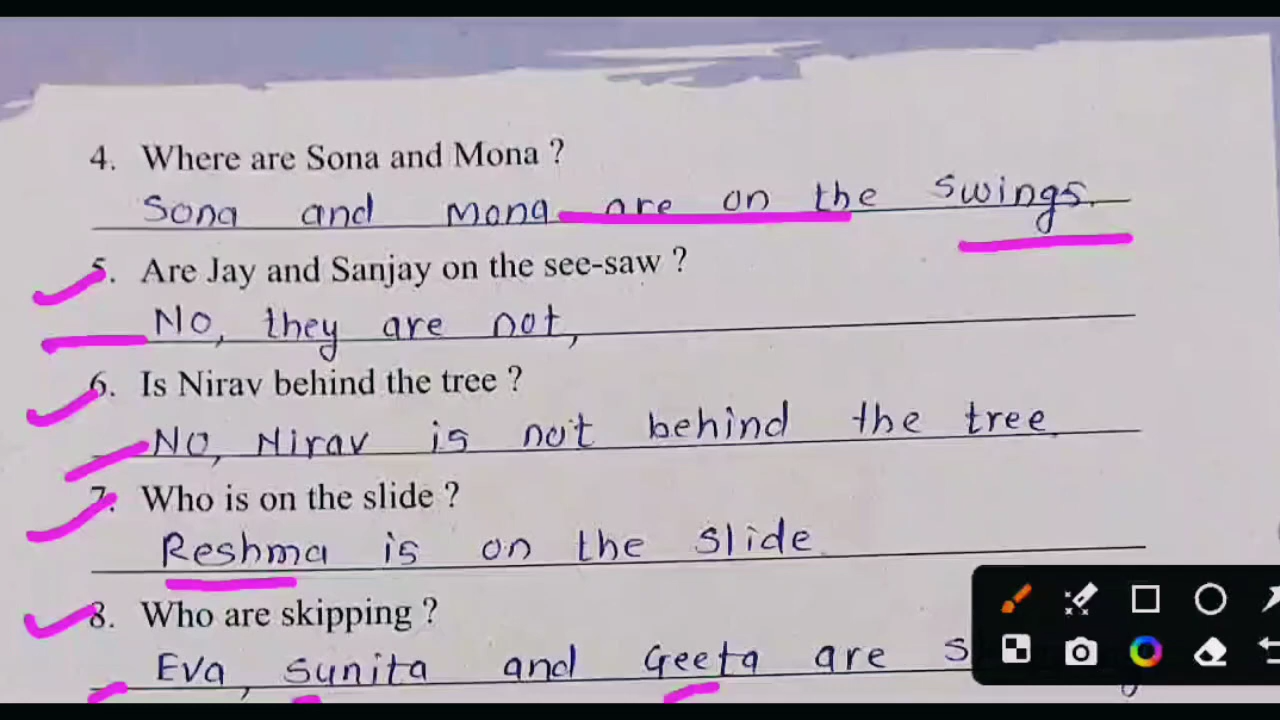 4. Where are Sona and Mona ?
Sona and Mona are on the swings.
5. Are Jay and Sanjay on the see-saw ?
No, they are not,
6. Is Nirav behind the tree ?
No, Nirav is not behind the tree.
7. Who is on the slide ?
Reshma is on the slide
8. Who are skipping ?
Eva, Sunita and Geeta are